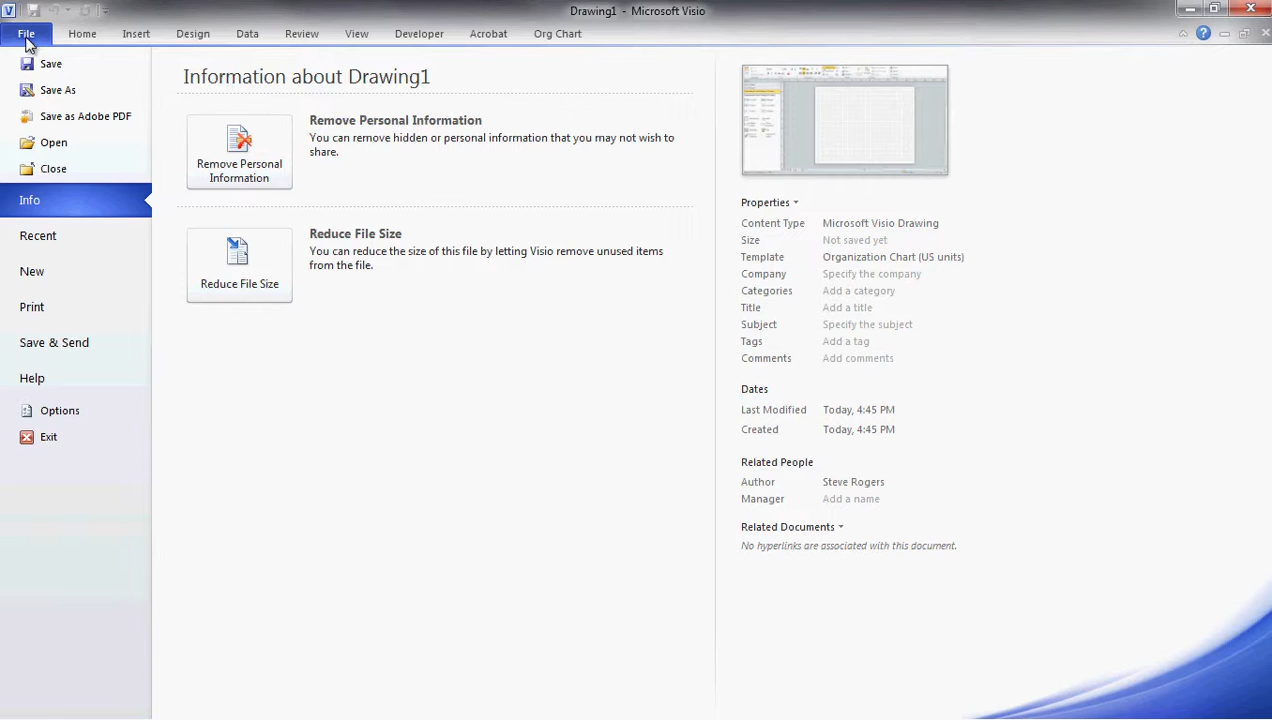 Drawing1 - Microsoft Visio
File Home Insert Design Data Review View Developer Acrobat Org Chart
Save
Save As
Save as Adobe PDF
Open
Close
Info
Recent
New
Print
Save & Send
Help
Options
Exit
Information about Drawing1
Remove Personal Information
Remove Personal Information
You can remove hidden or personal information that you may not wish to
share.
Reduce File Size
Reduce File Size
You can reduce the size of this file by letting Visio remove unused items
from the file.
Properties
Content Type Microsoft Visio Drawing
Size Not saved yet
Template Organization Chart (US units)
Company Specify the company
Categories Add a category
Title Add a title
Subject Specify the subject
Tags Add a tag
Comments Add comments
Dates
Last Modified Today, 4:45 PM
Created Today, 4:45 PM
Related People
Author Steve Rogers
Manager Add a name
Related Documents
No hyperlinks are associated with this document.